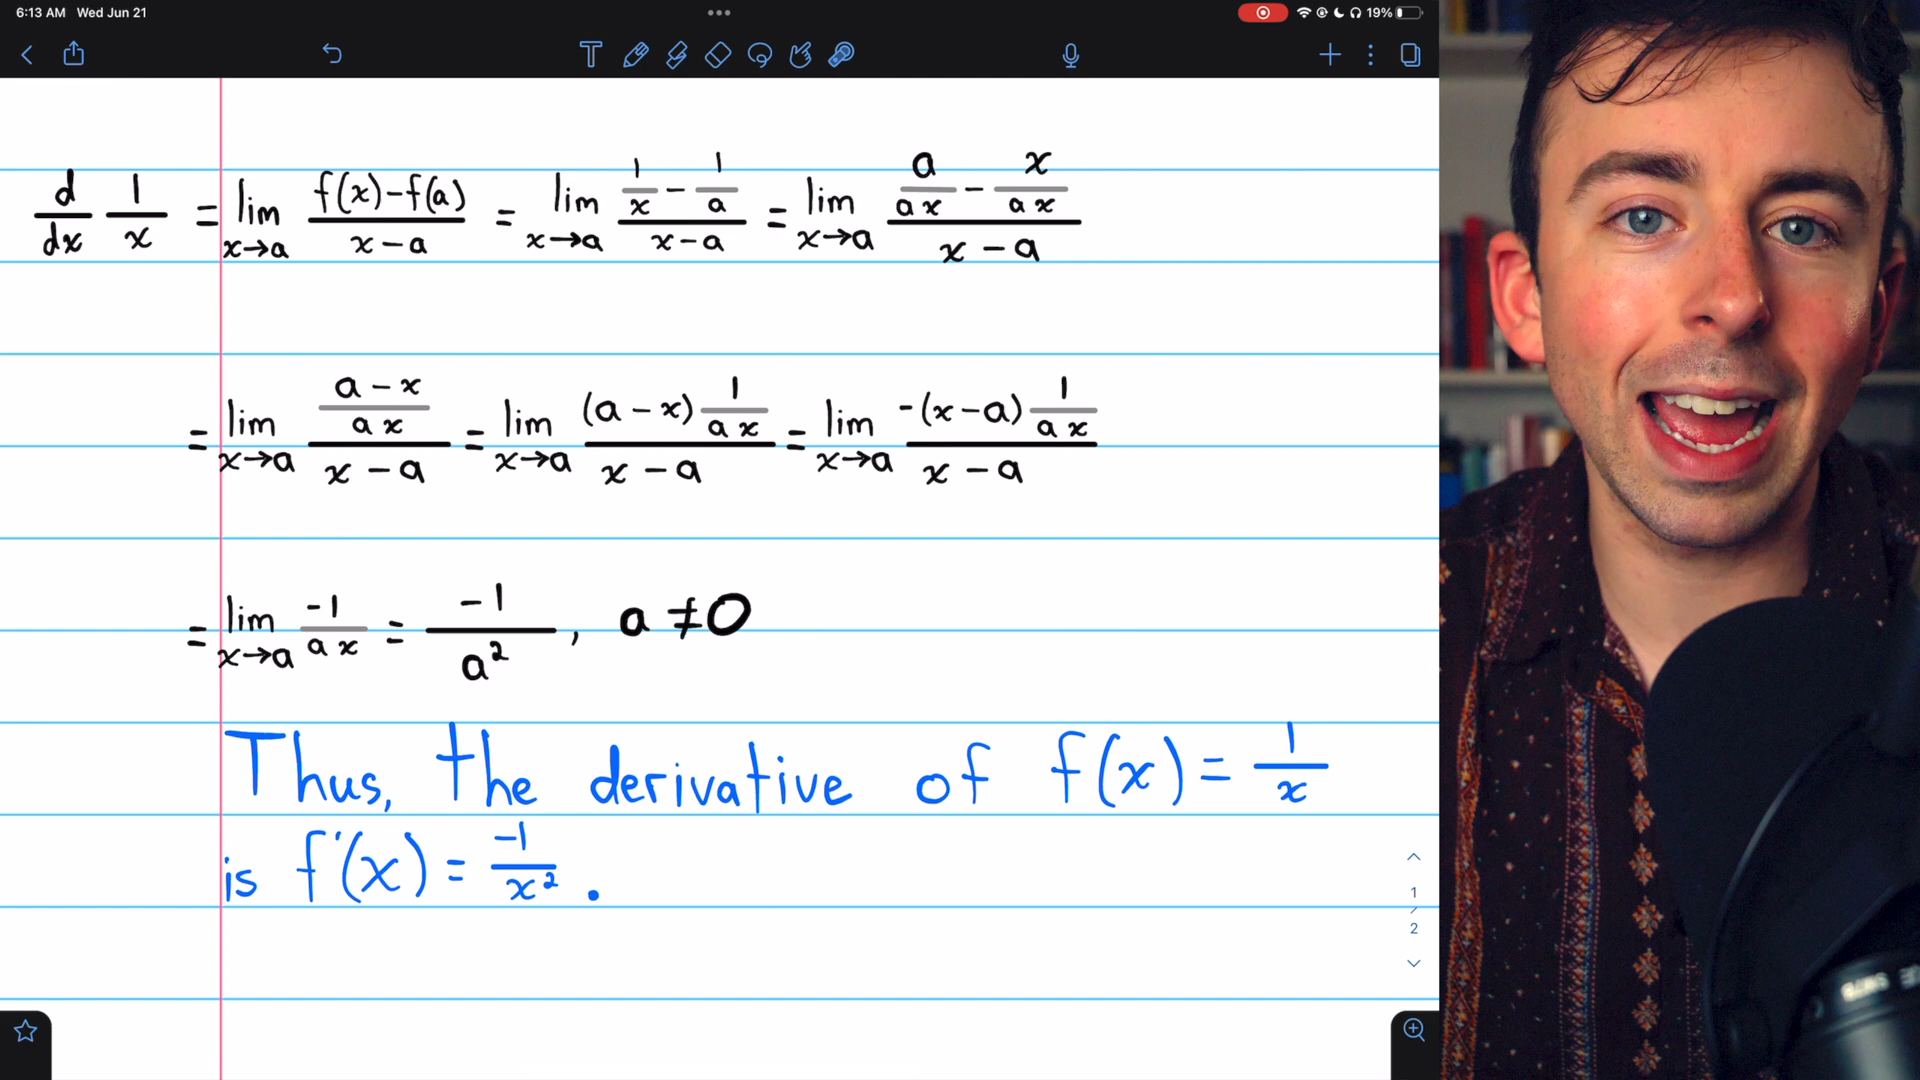 6:13 AM Wed Jun 21 19%
d/dx 1/x = lim x→a (f(x)-f(a))/(x-a) = lim x→a (1/x - 1/a)/(x-a) = lim x→a (a/ax - x/ax)/(x-a)
= lim x→a ((a-x)/ax)/(x-a) = lim x→a ((a-x) 1/ax)/(x-a) = lim x→a (-(x-a) 1/ax)/(x-a)
= lim x→a -1/ax = -1/a², a ≠ 0
Thus, the derivative of f(x) = 1/x
is f'(x) = -1/x² .
1
/
2